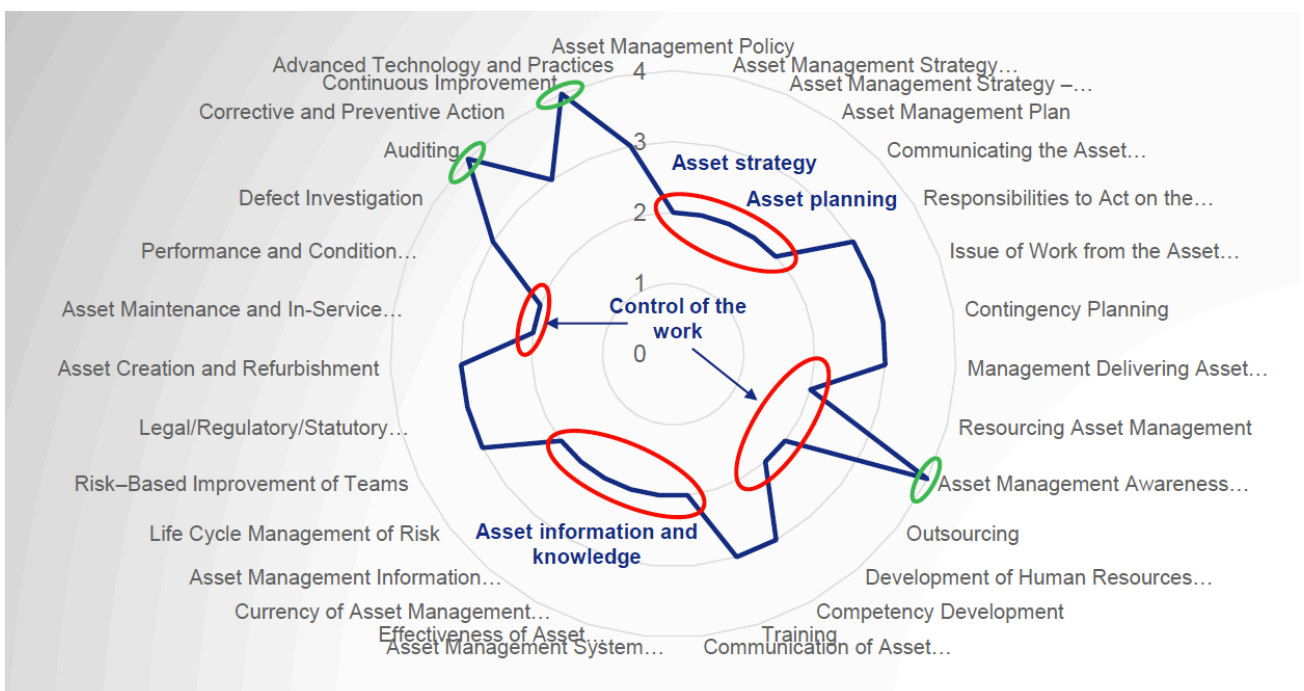 Asset Management Policy
Asset Management Strategy…
Asset Management Strategy –…
Asset Management Plan
Communicating the Asset…
Responsibilities to Act on the…
Issue of Work from the Asset…
Contingency Planning
Management Delivering Asset…
Resourcing Asset Management
Asset Management Awareness…
Outsourcing
Development of Human Resources…
Competency Development
Training
Communication of Asset…
Asset Management System…
Effectiveness of Asset…
Currency of Asset Management…
Asset Management Information…
Life Cycle Management of Risk
Risk–Based Improvement of Teams
Legal/Regulatory/Statutory…
Asset Creation and Refurbishment
Asset Maintenance and In-Service…
Performance and Condition…
Defect Investigation
Auditing
Corrective and Preventive Action
Continuous Improvement
Advanced Technology and Practices
4
3
2
1
0
Asset strategy
Asset planning
Control of the
work
Asset information and
knowledge